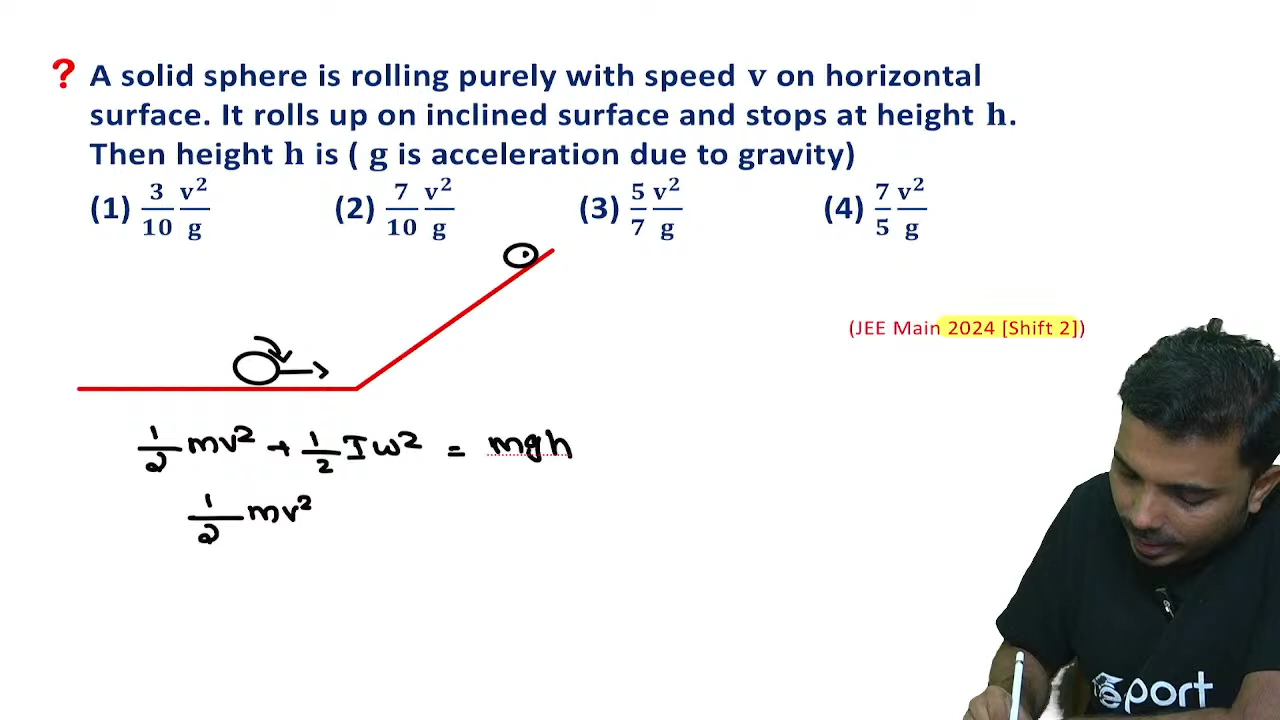 ? A solid sphere is rolling purely with speed v on horizontal
surface. It rolls up on inclined surface and stops at height h.
Then height h is ( g is acceleration due to gravity)
(1) 3/10 v²/g (2) 7/10 v²/g (3) 5/7 v²/g (4) 7/5 v²/g
(JEE Main 2024 [Shift 2])
1/2 mv² + 1/2 Iω² = mgh
1/2 mv²
eport